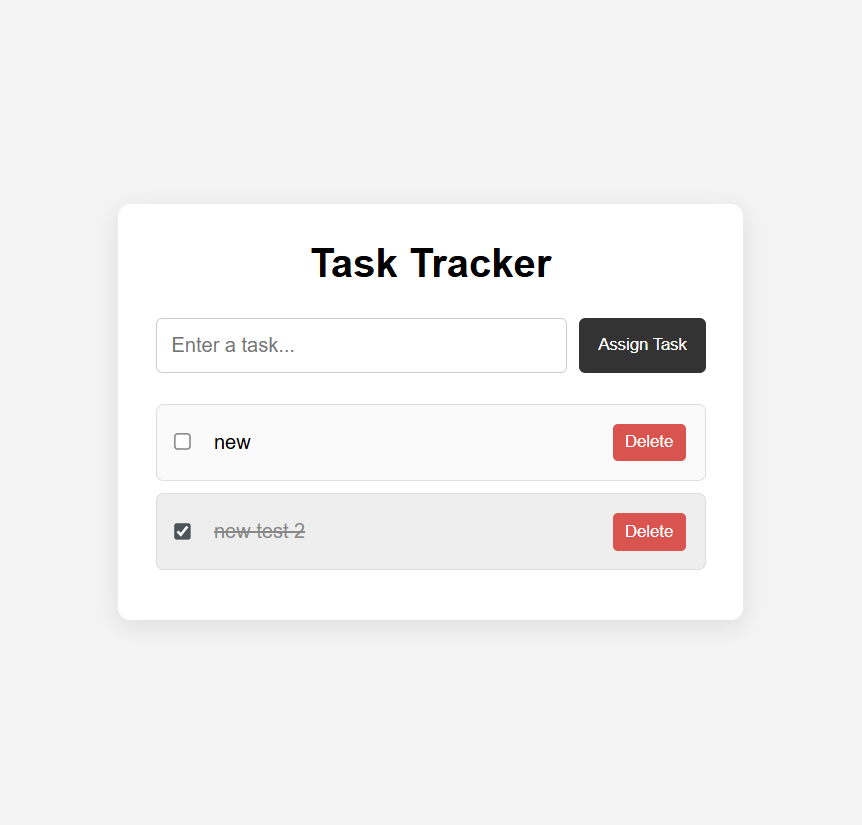 Task Tracker
Enter a task...
Assign Task
new
Delete
new test 2
Delete